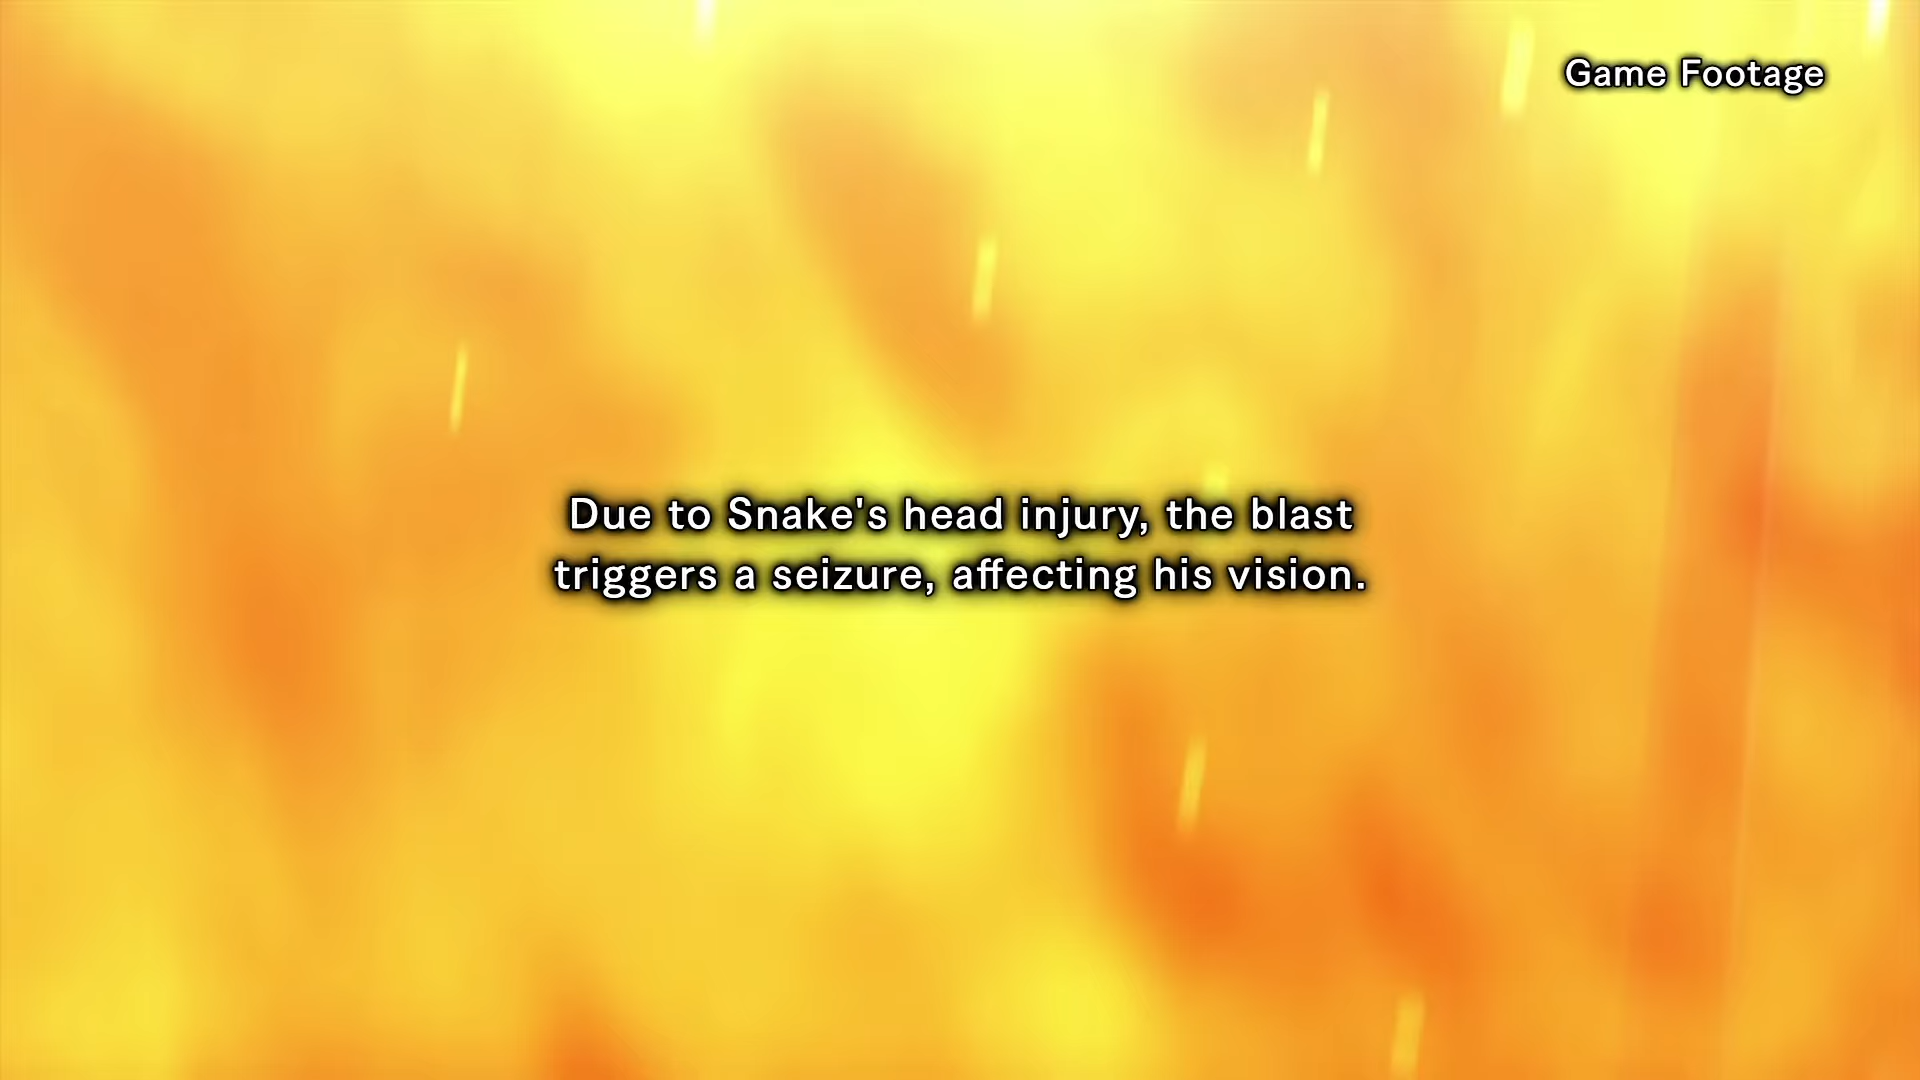 Game Footage
Due to Snake's head injury, the blast
triggers a seizure, affecting his vision.